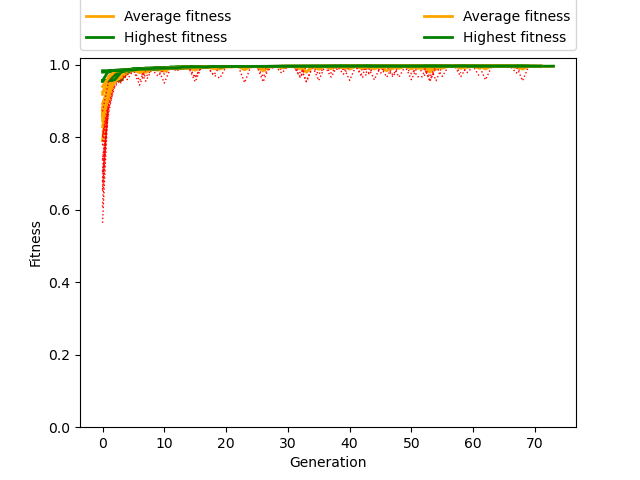 Average fitness Average fitness
Highest fitness Highest fitness
1.0
0.8
0.6
0.4
0.2
0.0
Fitness
0 10 20 30 40 50 60 70
Generation